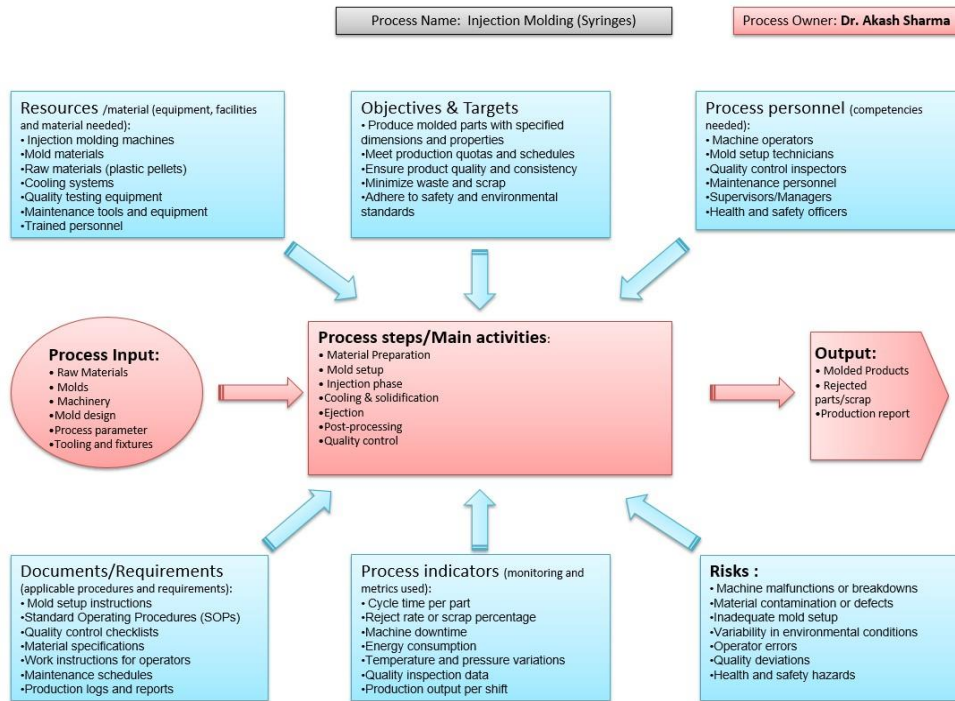 Process Name: Injection Molding (Syringes)
Process Owner: Dr. Akash Sharma
Resources /material (equipment, facilities
and material needed):
• Injection molding machines
• Mold materials
•Raw materials (plastic pellets)
•Cooling systems
•Quality testing equipment
•Maintenance tools and equipment
•Trained personnel
Objectives & Targets
• Produce molded parts with specified
dimensions and properties
•Meet production quotas and schedules
•Ensure product quality and consistency
•Minimize waste and scrap
•Adhere to safety and environmental
standards
Process personnel (competencies
needed):
•Machine operators
•Mold setup technicians
•Quality control inspectors
•Maintenance personnel
•Supervisors/Managers
•Health and safety officers
Process Input:
• Raw Materials
• Molds
• Machinery
•Mold design
•Process parameter
•Tooling and fixtures
Process steps/Main activities:
• Material Preparation
• Mold setup
• Injection phase
•Cooling & solidification
•Ejection
•Post-processing
•Quality control
Output:
• Molded Products
• Rejected
parts/scrap
•Production report
Documents/Requirements
(applicable procedures and requirements):
• Mold setup instructions
•Standard Operating Procedures (SOPs)
•Quality control checklists
•Material specifications
•Work instructions for operators
•Maintenance schedules
•Production logs and reports
Process indicators (monitoring and
metrics used):
• Cycle time per part
•Reject rate or scrap percentage
•Machine downtime
•Energy consumption
•Temperature and pressure variations
•Quality inspection data
•Production output per shift
Risks :
• Machine malfunctions or breakdowns
•Material contamination or defects
•Inadequate mold setup
•Variability in environmental conditions
•Operator errors
•Quality deviations
•Health and safety hazards